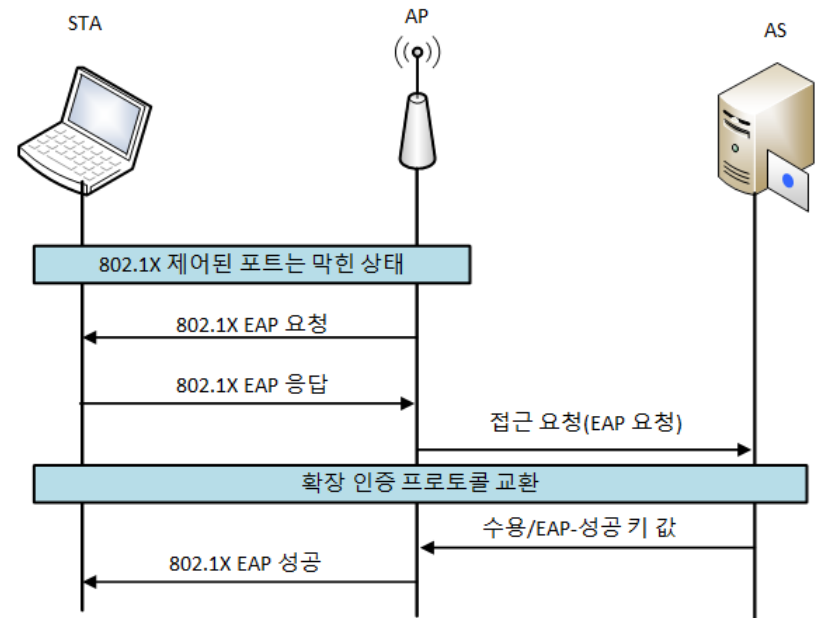 STA
AP
AS
802.1X 제어된 포트는 막힌 상태
802.1X EAP 요청
802.1X EAP 응답
접근 요청(EAP 요청)
확장 인증 프로토콜 교환
수용/EAP-성공 키 값
802.1X EAP 성공